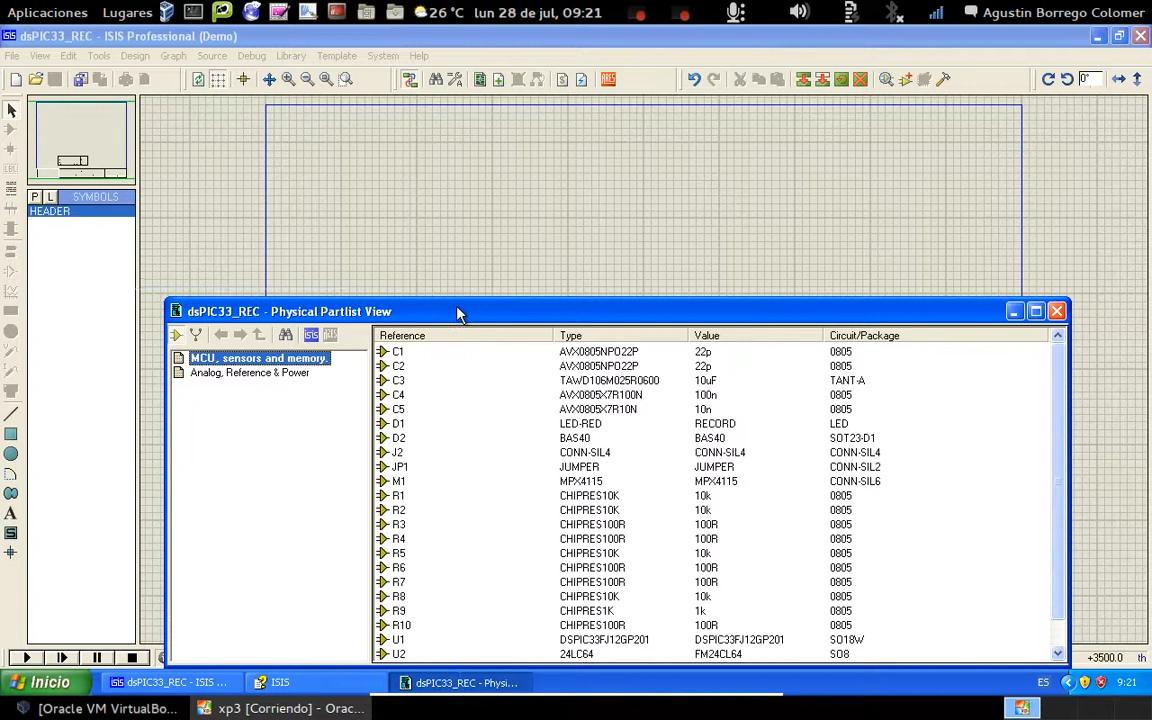 Aplicaciones Lugares 26 °C lun 28 de jul, 09:21 Agustin Borrego Colomer
dsPIC33_REC - ISIS Professional (Demo)
File View Edit Tools Design Graph Source Debug Library Template System Help
ARES 0°
P L SYMBOLS
HEADER
dsPIC33_REC - Physical Partlist View
Reference Type Value Circuit/Package
MCU, sensors and memory.
Analog, Reference & Power
C1 AVX0805NPO22P 22p 0805
C2 AVX0805NPO22P 22p 0805
C3 TAWD106M025R0600 10uF TANT-A
C4 AVX0805X7R100N 100n 0805
C5 AVX0805X7R10N 10n 0805
D1 LED-RED RECORD LED
D2 BAS40 BAS40 SOT23-D1
J2 CONN-SIL4 CONN-SIL4 CONN-SIL4
JP1 JUMPER JUMPER CONN-SIL2
M1 MPX4115 MPX4115 CONN-SIL6
R1 CHIPRES10K 10k 0805
R2 CHIPRES10K 10k 0805
R3 CHIPRES100R 100R 0805
R4 CHIPRES100R 100R 0805
R5 CHIPRES10K 10k 0805
R6 CHIPRES100R 100R 0805
R7 CHIPRES100R 100R 0805
R8 CHIPRES10K 10k 0805
R9 CHIPRES1K 1k 0805
R10 CHIPRES100R 100R 0805
U1 DSPIC33FJ12GP201 DSPIC33FJ12GP201 SO18W
U2 24LC64 FM24CL64 SO8
+3500.0 th
Inicio dsPIC33_REC - ISIS ... ISIS dsPIC33_REC - Physi... ES 9:21
[Oracle VM VirtualBo... xp3 [Corriendo] - Orac...